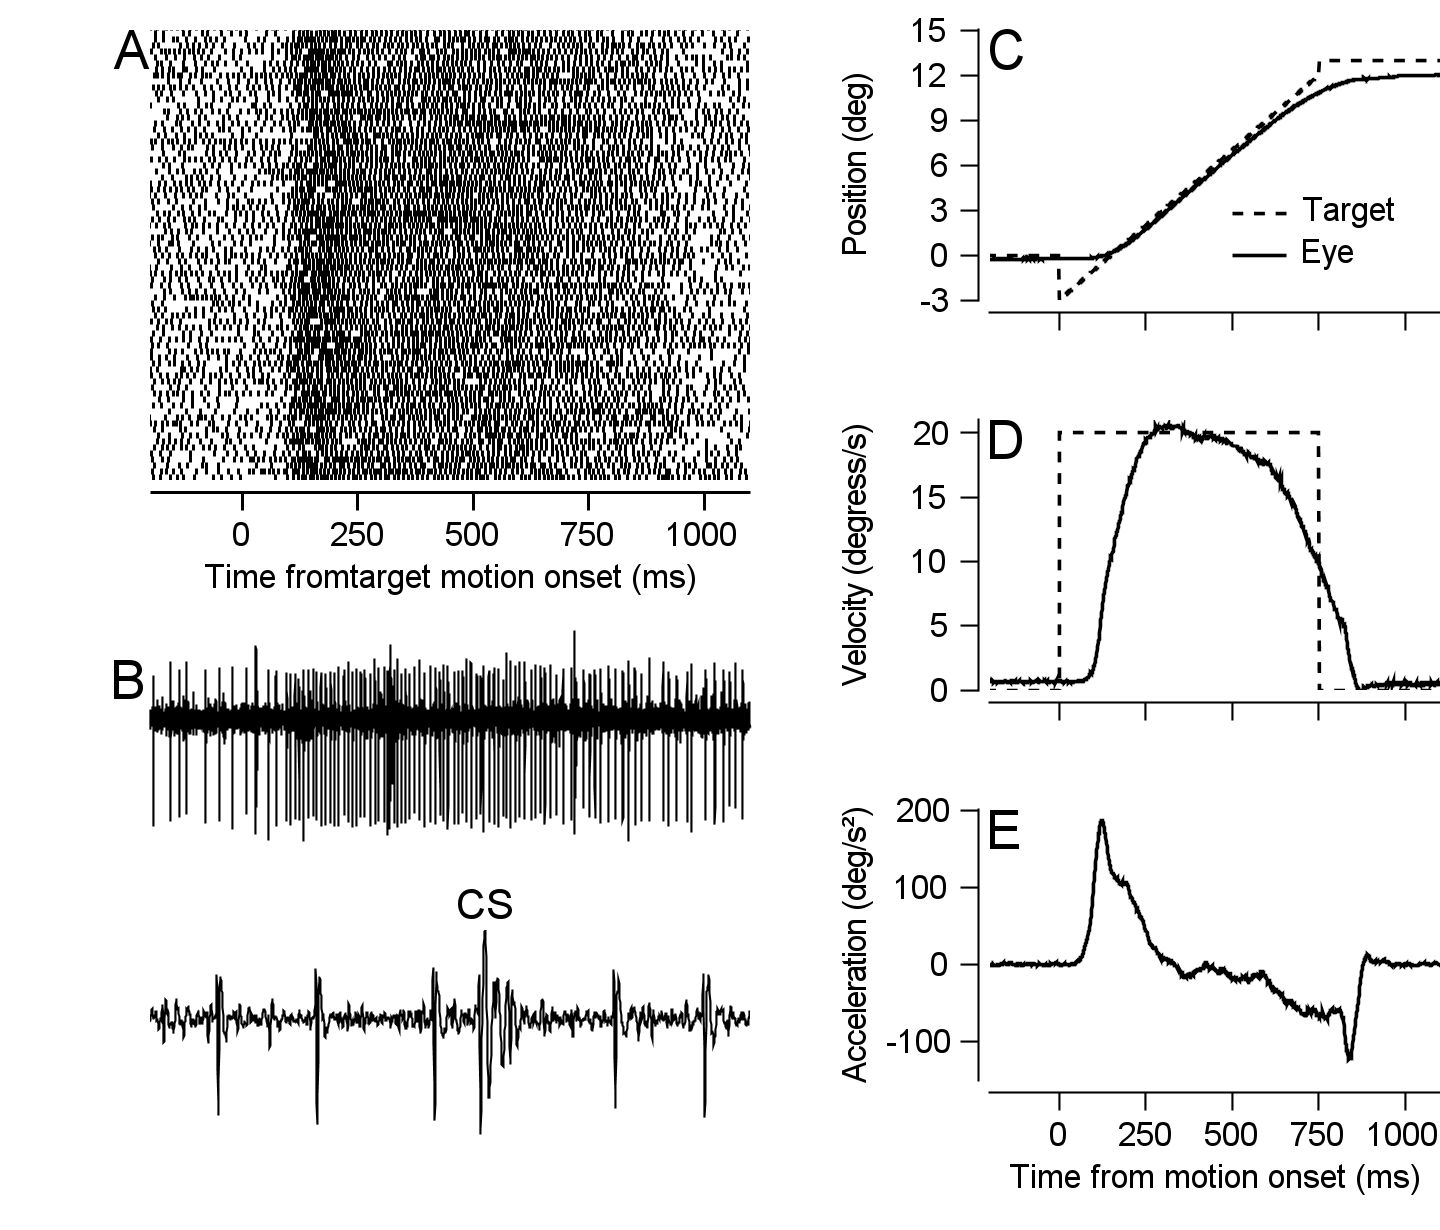 A
0 250 500 750 1000
Time fromtarget motion onset (ms)
B
CS
C
15
12
9
6
3
0
-3
Position (deg)
Target
Eye
D
20
15
10
5
0
Velocity (degress/s)
E
200
100
0
-100
Acceleration (deg/s²)
0 250 500 750 1000
Time from motion onset (ms)